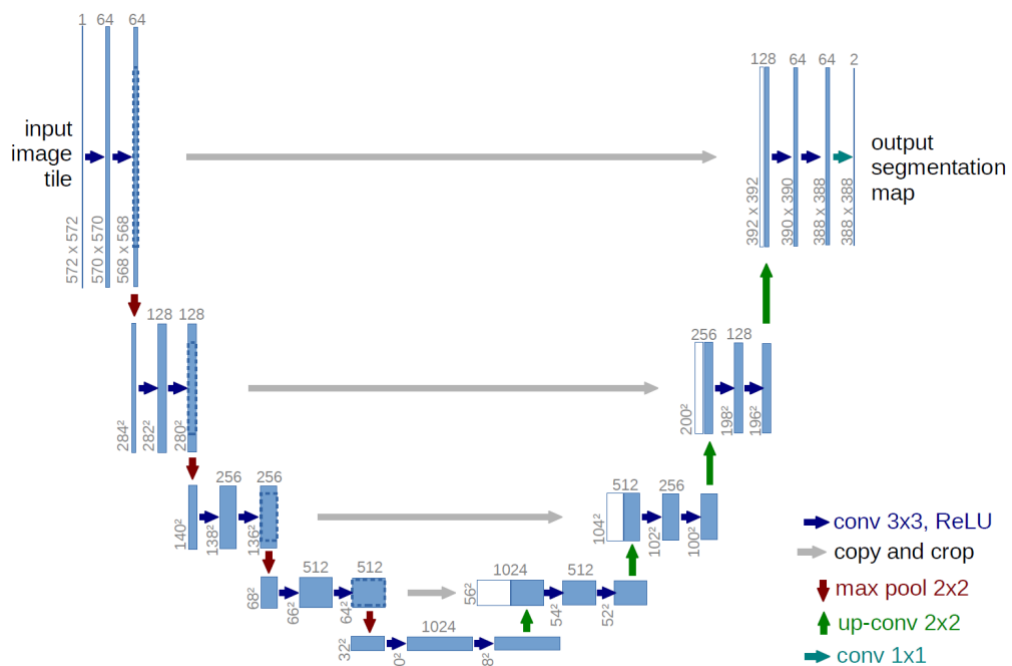 1 64 64
input
image
tile
572 x 572
570 x 570
568 x 568
128 64 64 2
output
segmentation
map
392 x 392
390 x 390
388 x 388
388 x 388
128 128
284²
282²
280²
256 128
200²
198²
196²
256 256
140²
138²
136²
512 256
104²
102²
100²
512 512
68²
66²
64²
1024 512
56²
54²
52²
1024
32²
conv 3x3, ReLU
copy and crop
max pool 2x2
up-conv 2x2
conv 1x1